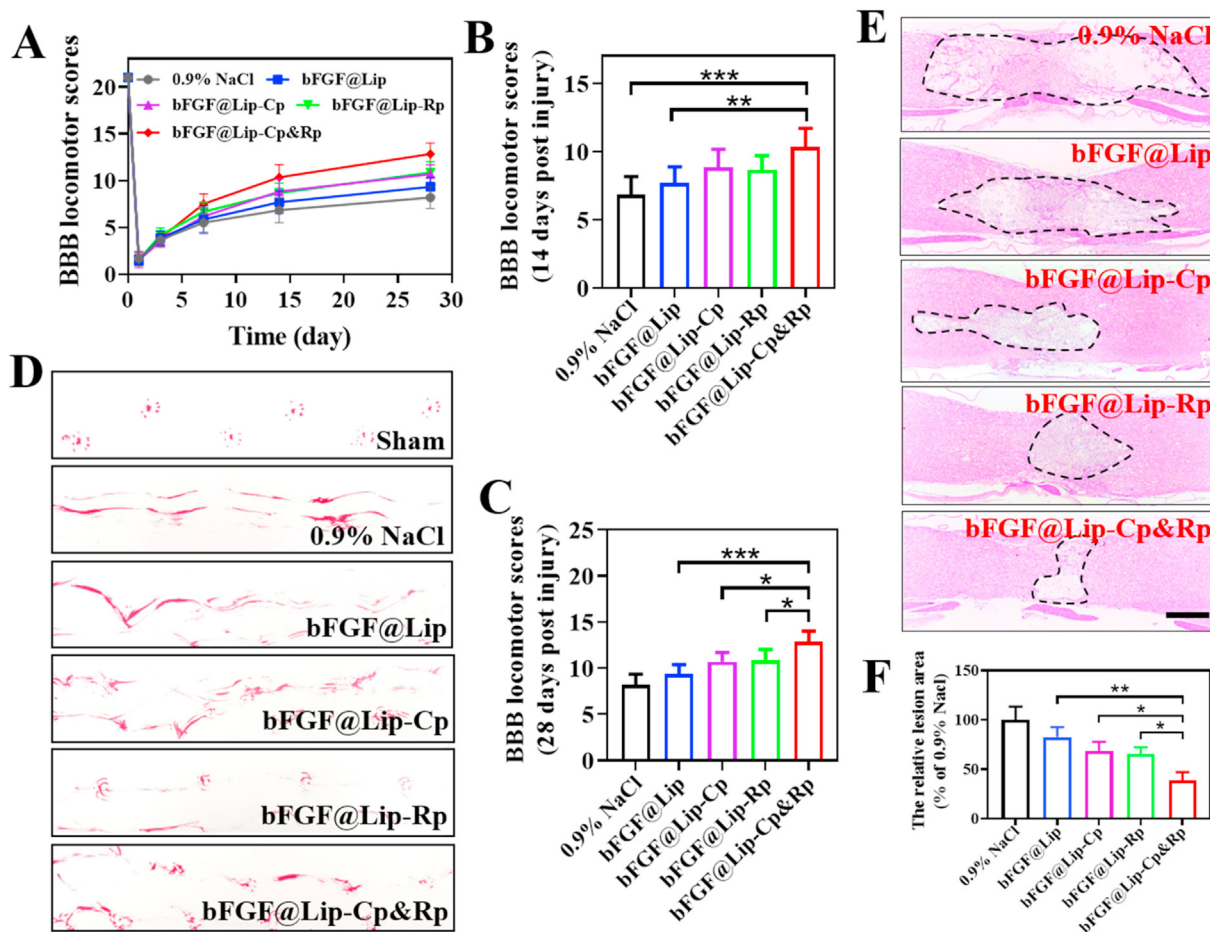 A
BBB locomotor scores
20
15
10
5
0
0 5 10 15 20 25 30
Time (day)
0.9% NaCl
bFGF@Lip
bFGF@Lip-Cp
bFGF@Lip-Rp
bFGF@Lip-Cp&Rp
B
BBB locomotor scores
(14 days post injury)
20
15
10
5
0
***
**
0.9% NaCl
bFGF@Lip
bFGF@Lip-Cp
bFGF@Lip-Rp
bFGF@Lip-Cp&Rp
C
BBB locomotor scores
(28 days post injury)
25
20
15
10
5
0
***
*
*
0.9% NaCl
bFGF@Lip
bFGF@Lip-Cp
bFGF@Lip-Rp
bFGF@Lip-Cp&Rp
D
Sham
0.9% NaCl
bFGF@Lip
bFGF@Lip-Cp
bFGF@Lip-Rp
bFGF@Lip-Cp&Rp
E
0.9% NaCl
bFGF@Lip
bFGF@Lip-Cp
bFGF@Lip-Rp
bFGF@Lip-Cp&Rp
F
The relative lesion area
(% of 0.9% Nacl)
150
100
50
0
**
*
*
0.9% NaCl
bFGF@Lip
bFGF@Lip-Cp
bFGF@Lip-Rp
bFGF@Lip-Cp&Rp